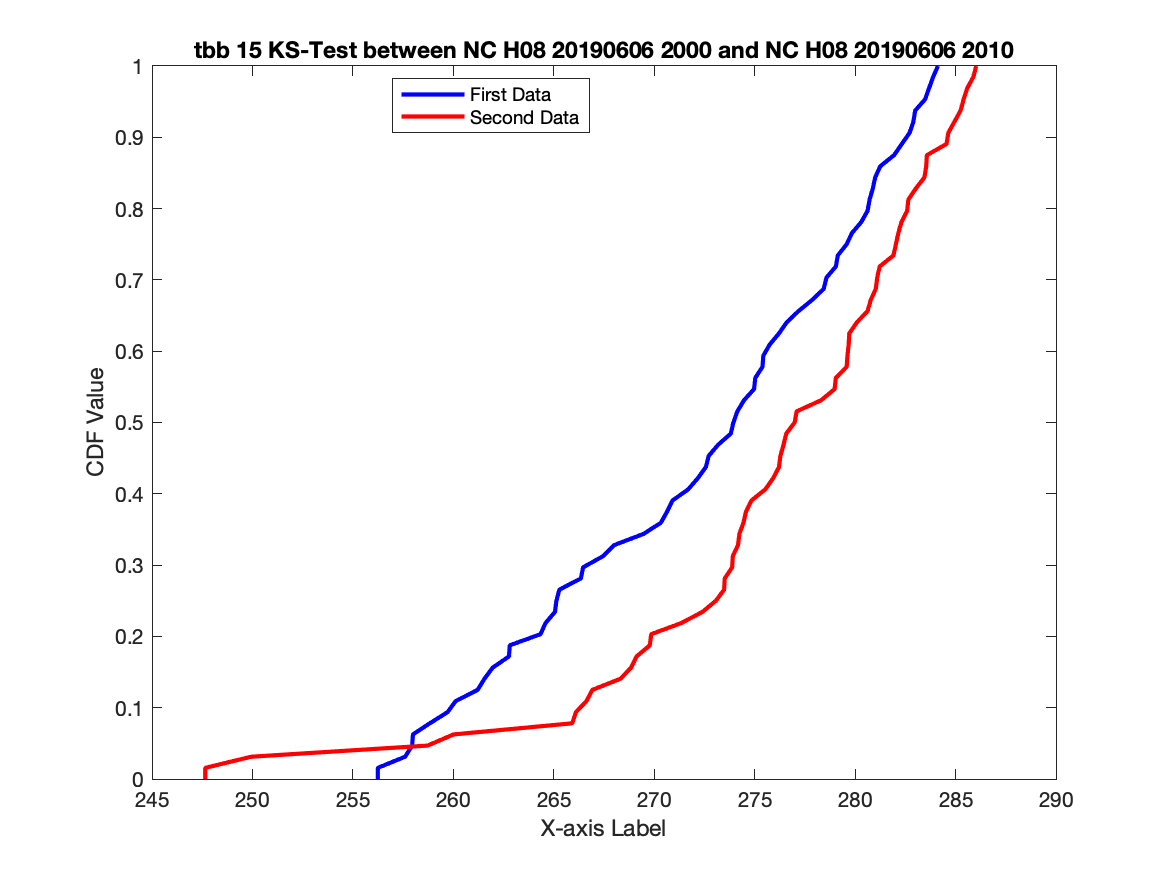 tbb 15 KS-Test between NC H08 20190606 2000 and NC H08 20190606 2010
First Data
Second Data
CDF Value
1
0.9
0.8
0.7
0.6
0.5
0.4
0.3
0.2
0.1
0
245 250 255 260 265 270 275 280 285 290
X-axis Label